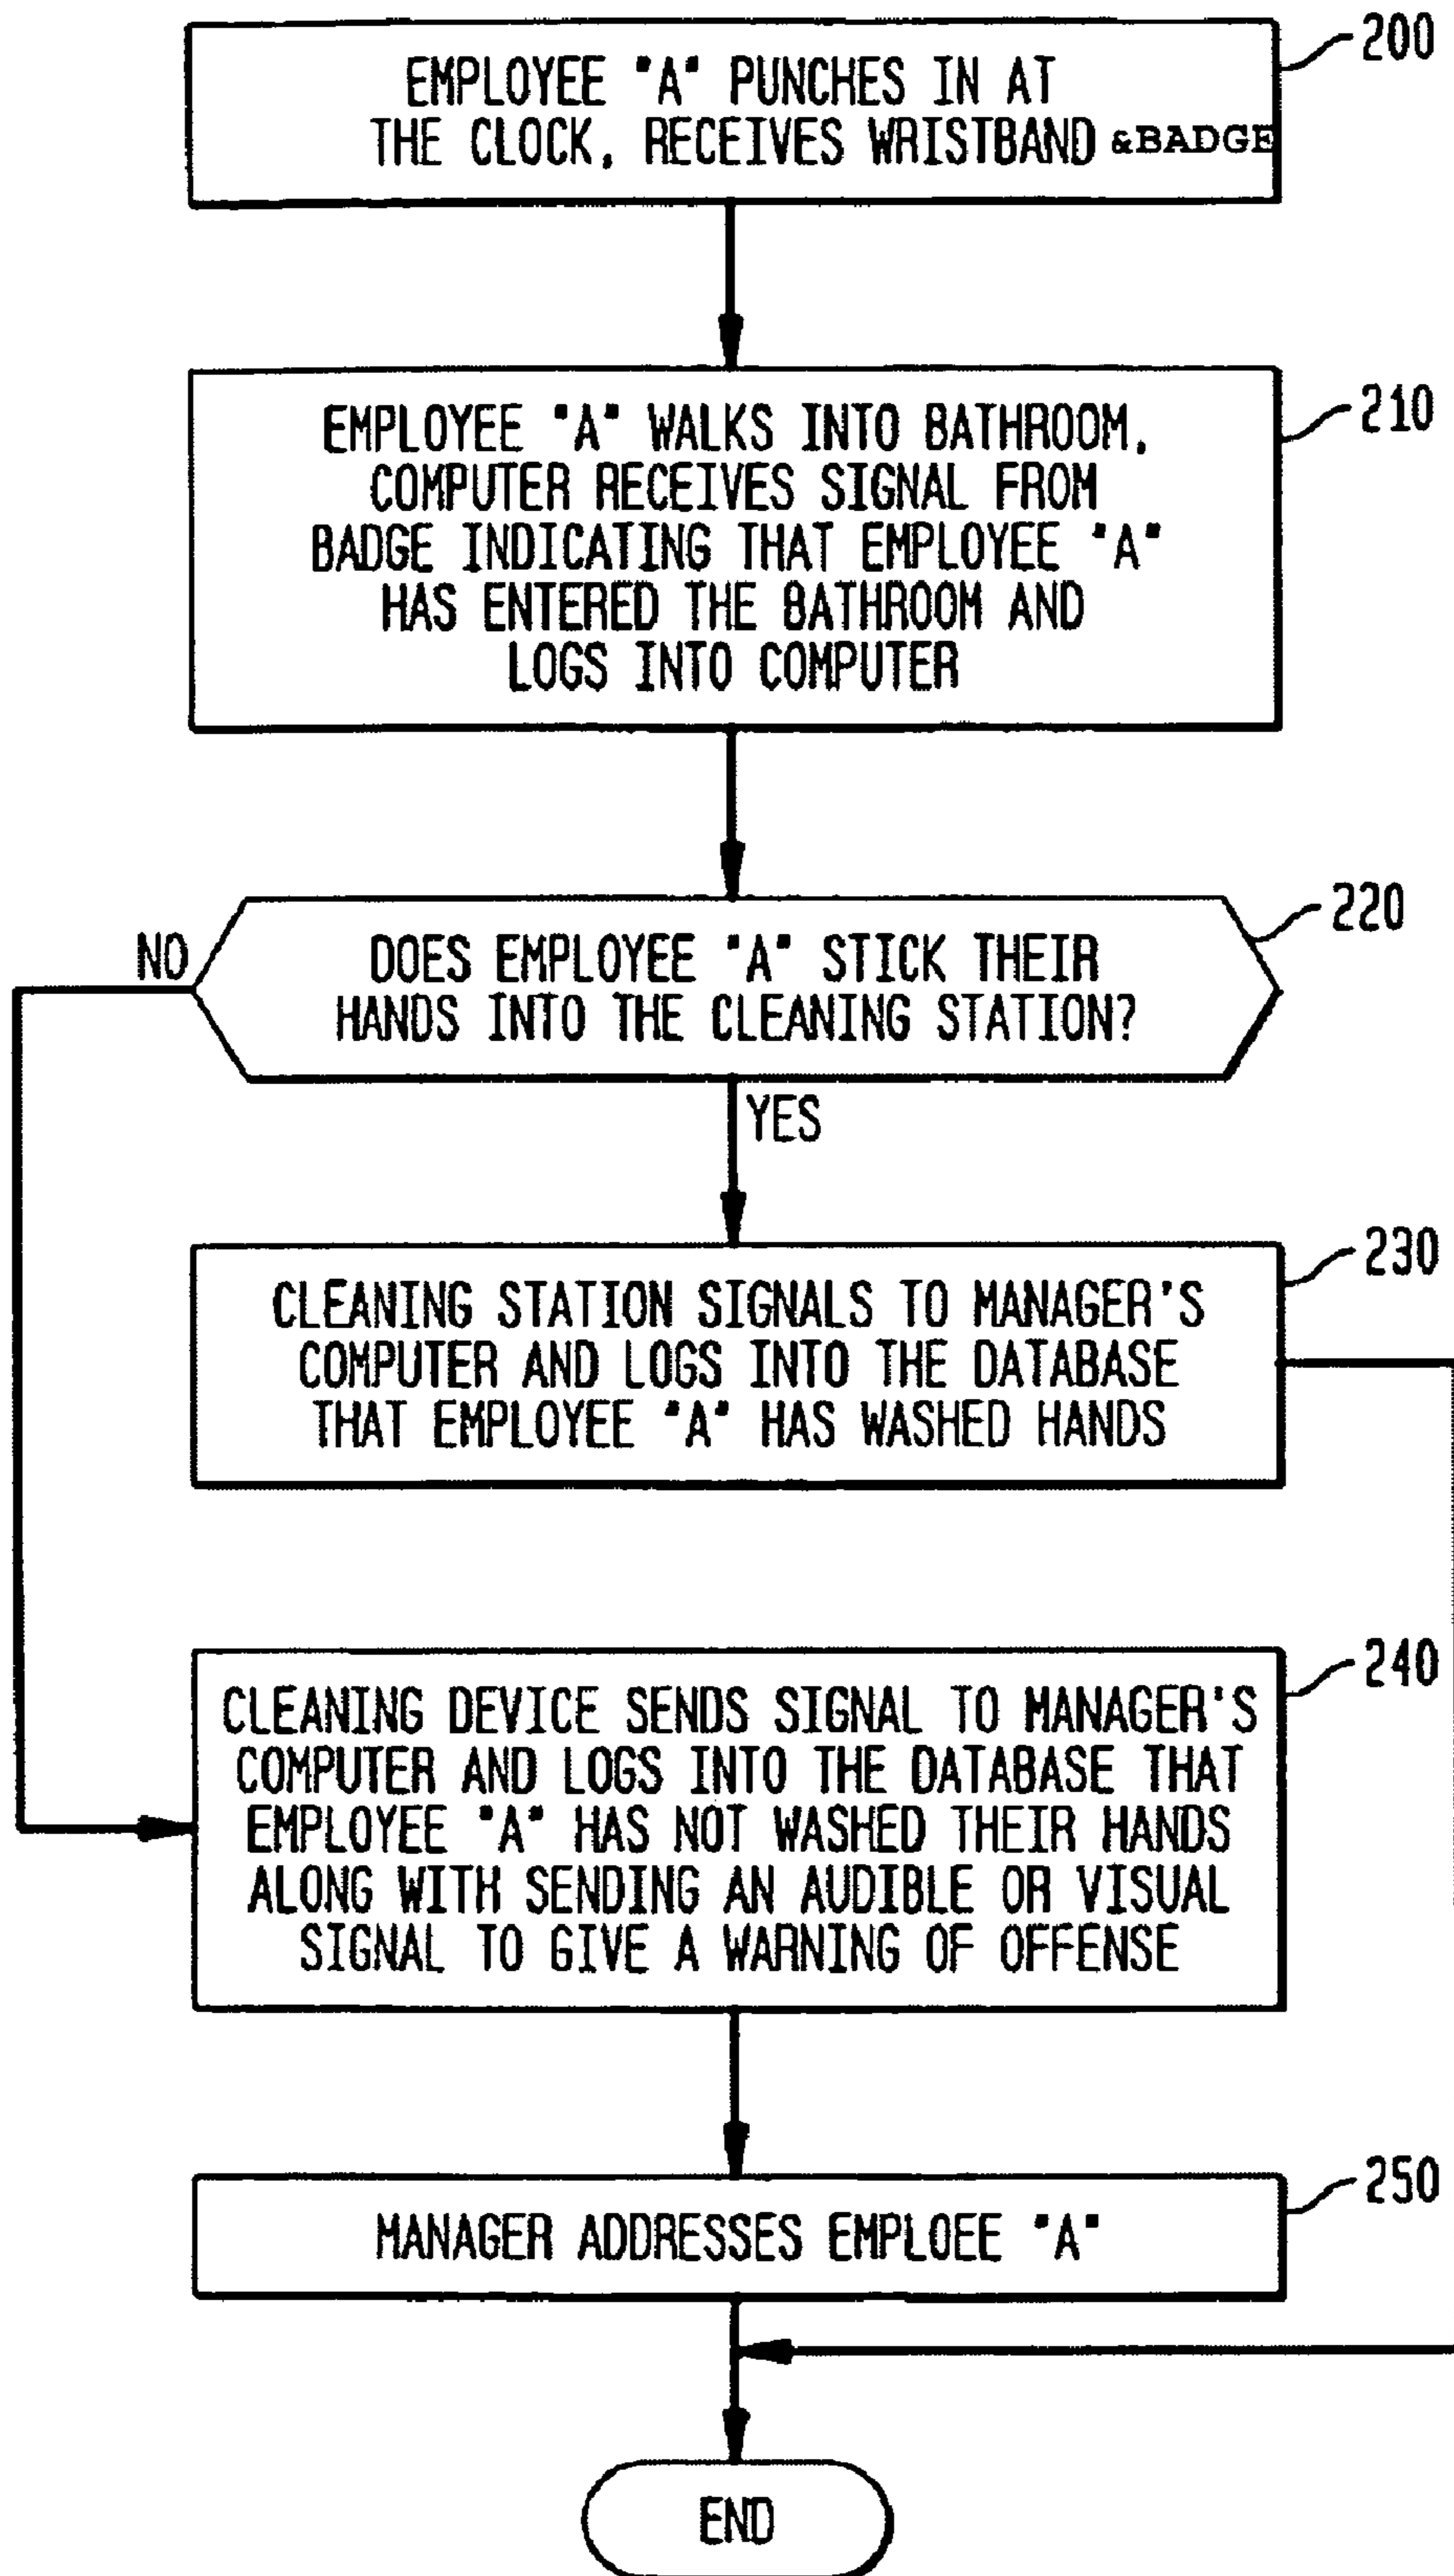 200
EMPLOYEE "A" PUNCHES IN AT
THE CLOCK, RECEIVES WRISTBAND &BADGE
210
EMPLOYEE "A" WALKS INTO BATHROOM,
COMPUTER RECEIVES SIGNAL FROM
BADGE INDICATING THAT EMPLOYEE "A"
HAS ENTERED THE BATHROOM AND
LOGS INTO COMPUTER
220
NO
DOES EMPLOYEE "A" STICK THEIR
HANDS INTO THE CLEANING STATION?
YES
230
CLEANING STATION SIGNALS TO MANAGER'S
COMPUTER AND LOGS INTO THE DATABASE
THAT EMPLOYEE "A" HAS WASHED HANDS
240
CLEANING DEVICE SENDS SIGNAL TO MANAGER'S
COMPUTER AND LOGS INTO THE DATABASE THAT
EMPLOYEE "A" HAS NOT WASHED THEIR HANDS
ALONG WITH SENDING AN AUDIBLE OR VISUAL
SIGNAL TO GIVE A WARNING OF OFFENSE
250
MANAGER ADDRESSES EMPLOEE "A"
END